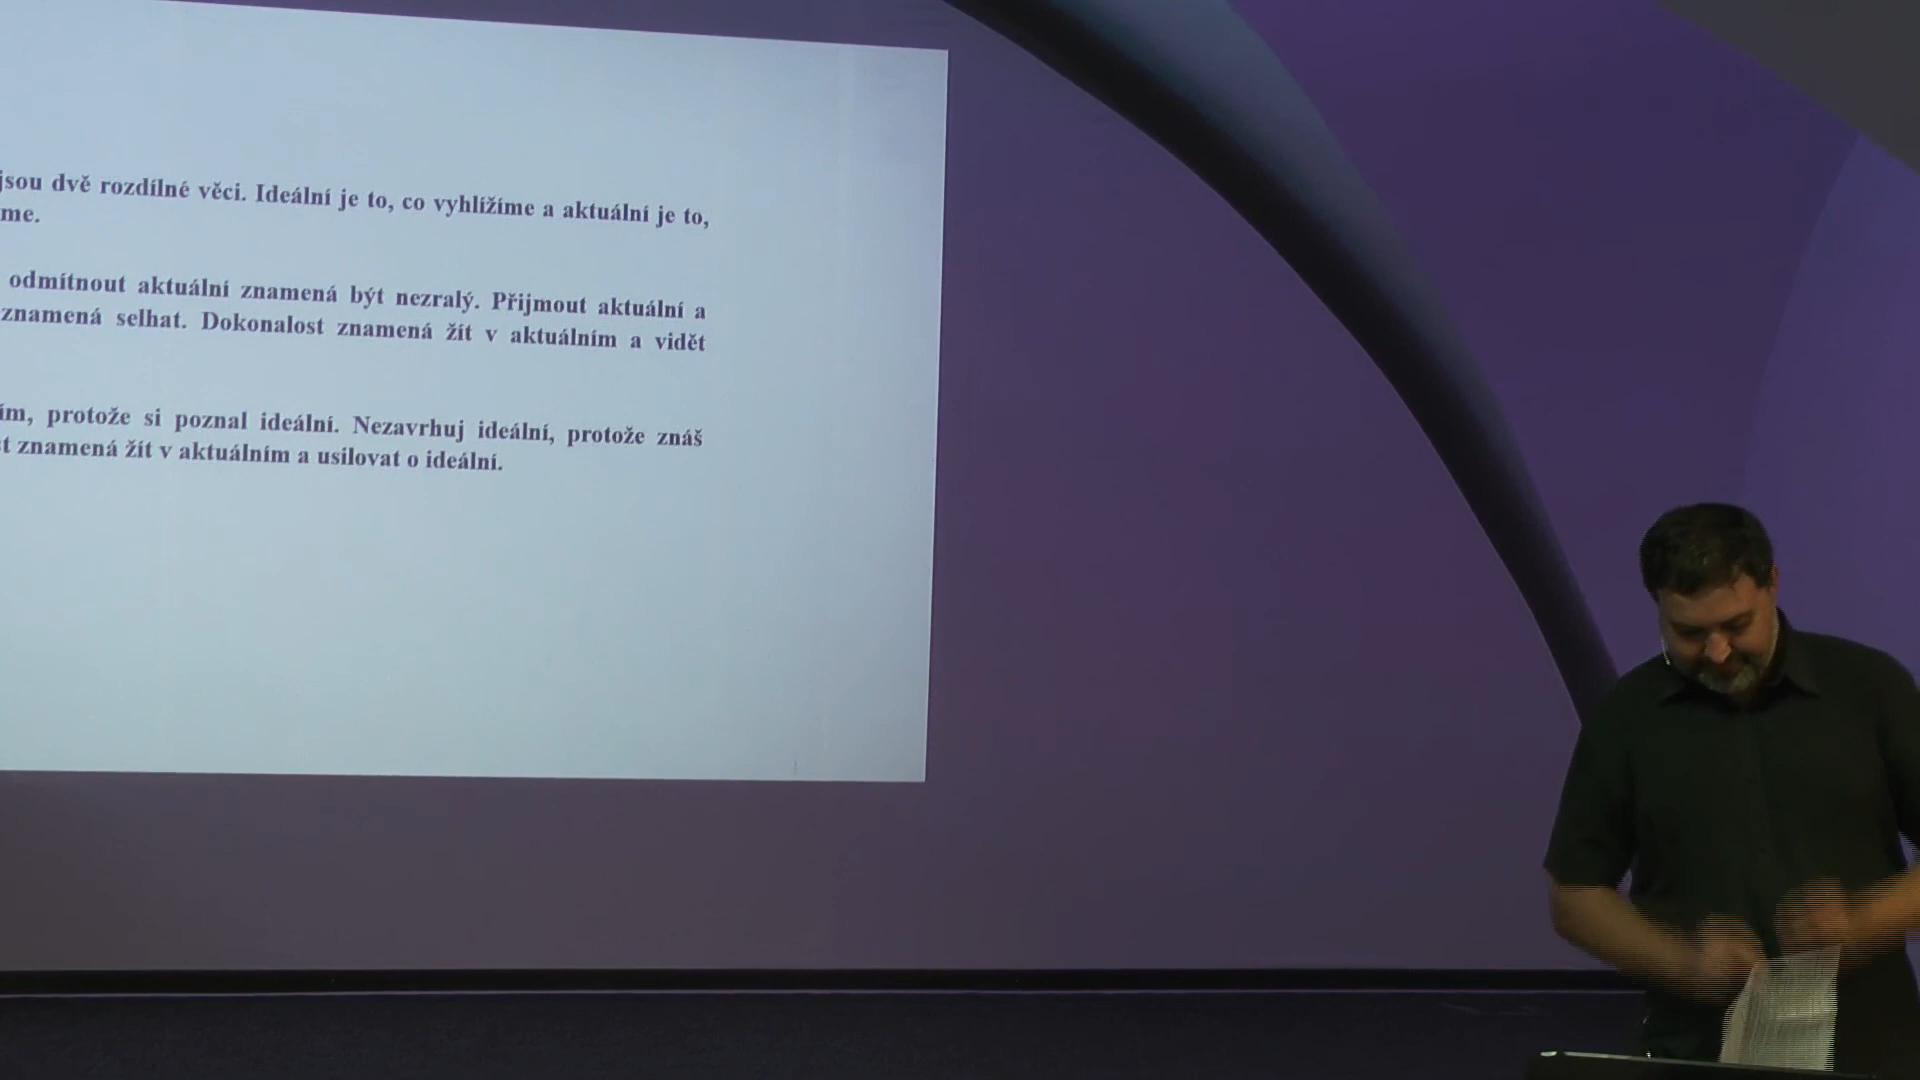 jsou dvě rozdílné věci. Ideální je to, co vyhlížíme a aktuální je to,
me.
odmítnout aktuální znamená být nezralý. Přijmout aktuální a
znamená selhat. Dokonalost znamená žít v aktuálním a vidět
ím, protože si poznal ideální. Nezavrhuj ideální, protože znáš
t znamená žít v aktuálním a usilovat o ideální.